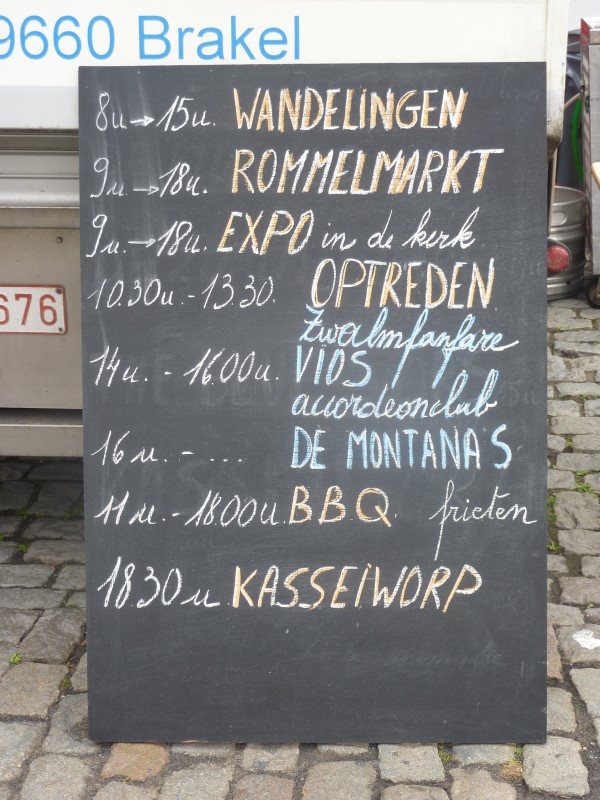 9660 Brakel
8u→15u. WANDELINGEN
9u.→18u. ROMMELMARKT
9u.→18u. EXPO in de kerk
10.30u.-13.30. OPTREDEN
Zwalmfanfare
14u. - 16.00u. VIOS
accordeonclub
16u. - ... DE MONTANA'S
11u. - 18.00u. BBQ. frieten
18.30u KASSEIWORP
676